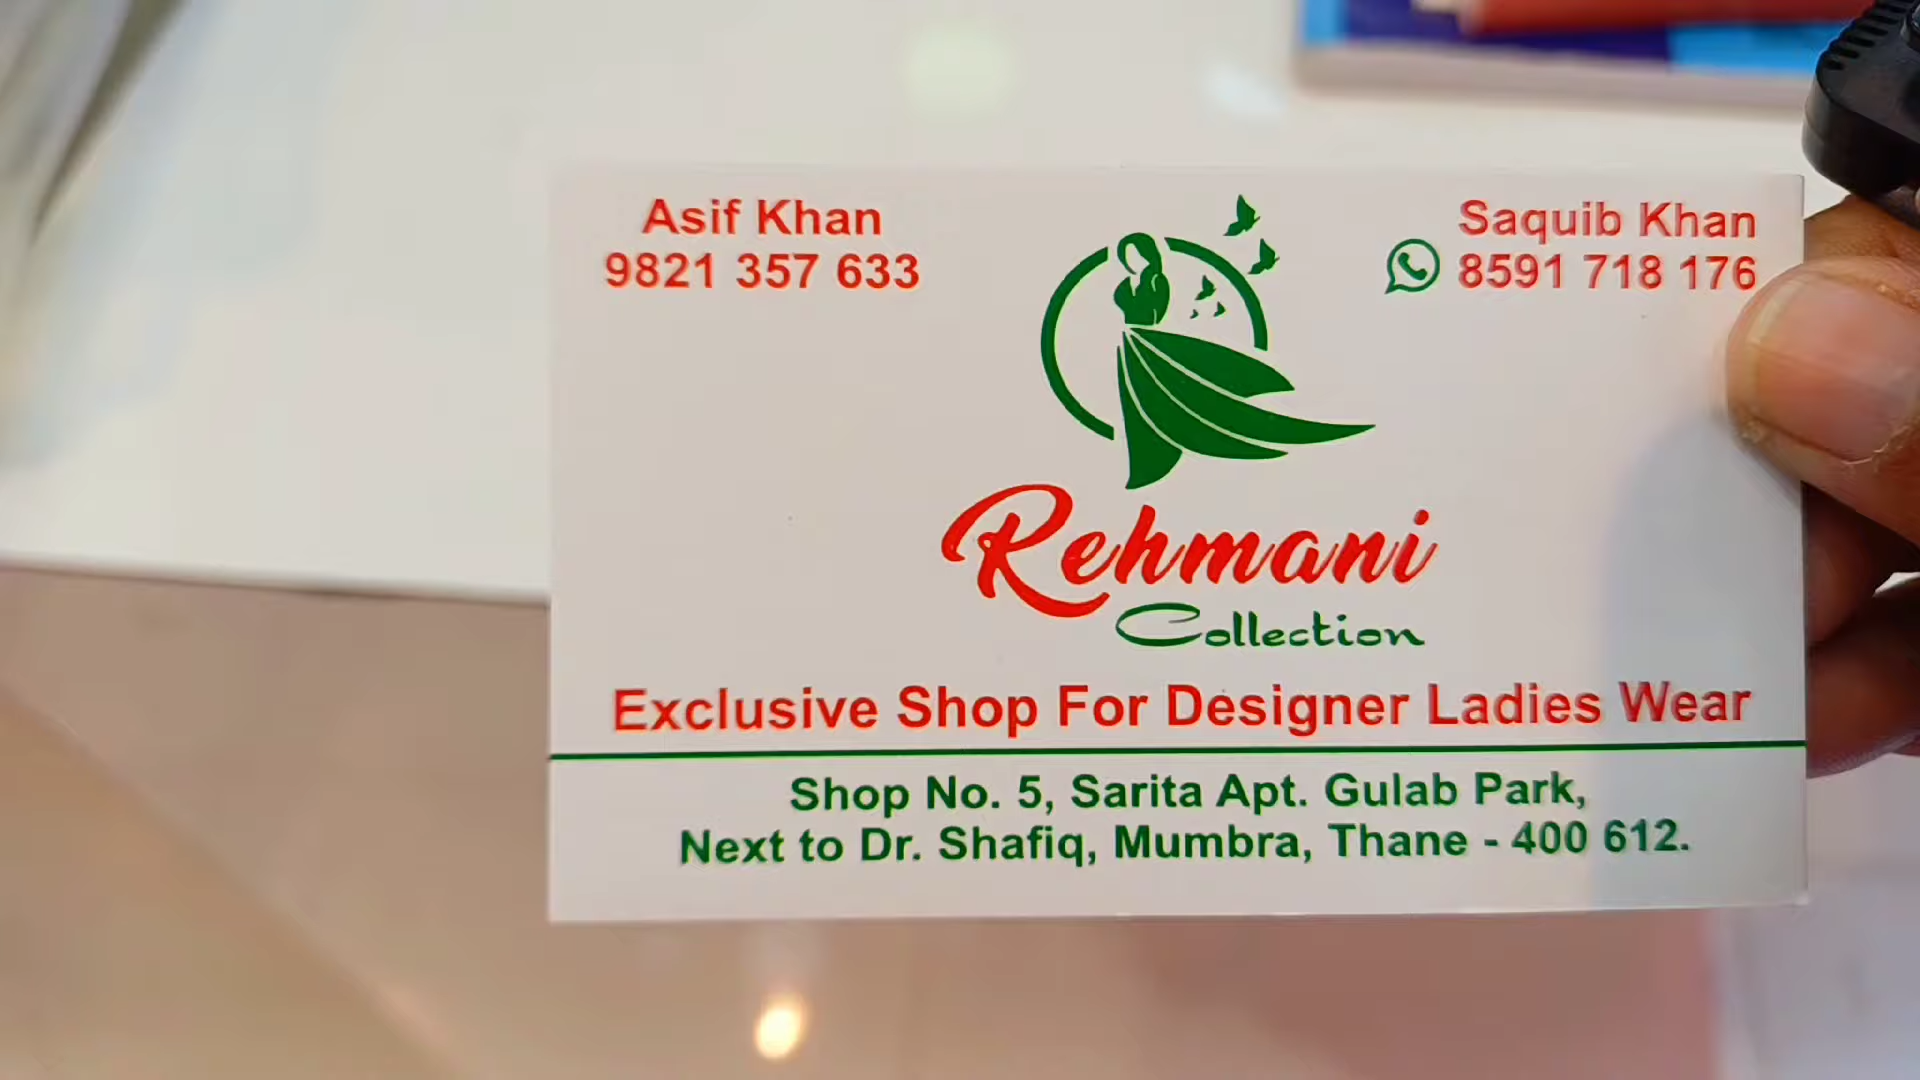 Asif Khan
9821 357 633
Saquib Khan
8591 718 176
Rehmani
Collection
Exclusive Shop For Designer Ladies Wear
Shop No. 5, Sarita Apt. Gulab Park,
Next to Dr. Shafiq, Mumbra, Thane - 400 612.